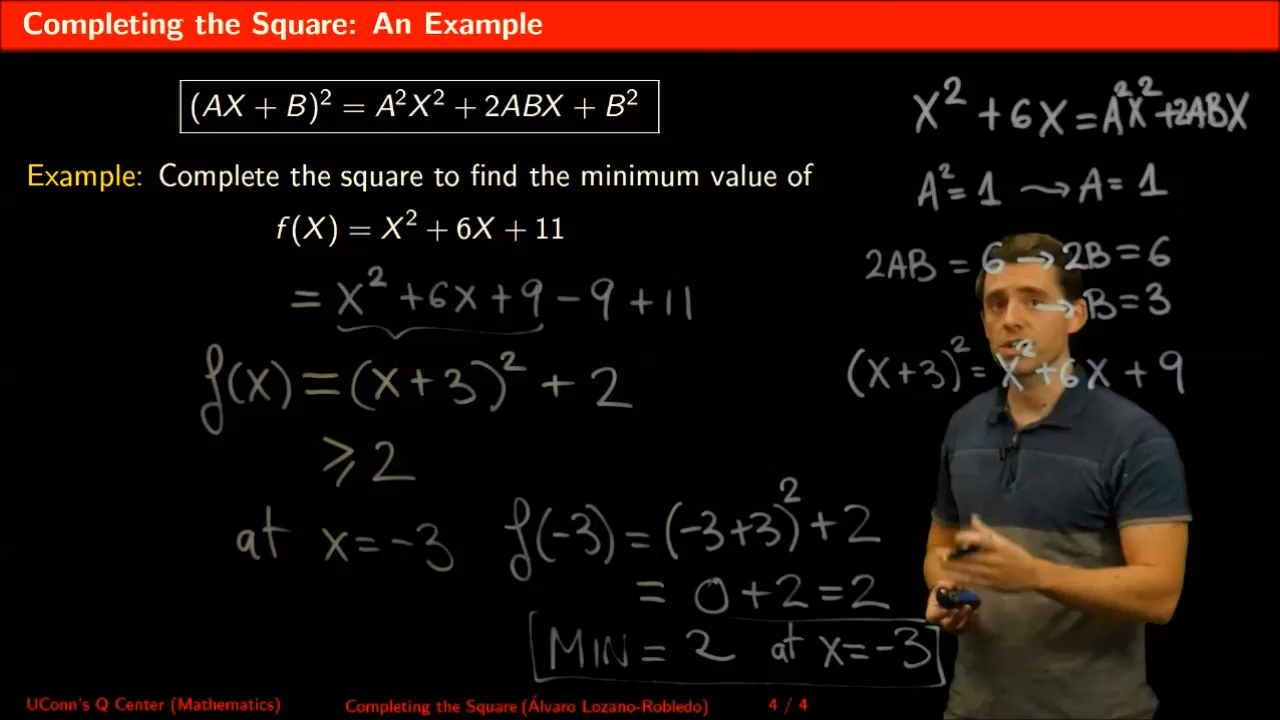 Completing the Square: An Example
(AX + B)² = A²X² + 2ABX + B²
Example: Complete the square to find the minimum value of
f(X) = X² + 6X + 11
= x² + 6x + 9 - 9 + 11
f(x) = (x + 3)² + 2
⩾ 2
at x = -3
f(-3) = (-3 + 3)² + 2
= 0 + 2 = 2
MIN = 2 at x = -3
X² + 6X = A²X² + 2ABX
A² = 1 → A = 1
2AB = 6 → 2B = 6
→ B = 3
(X + 3)² = X² + 6X + 9
UConn's Q Center (Mathematics)
Completing the Square (Álvaro Lozano-Robledo)
4 / 4